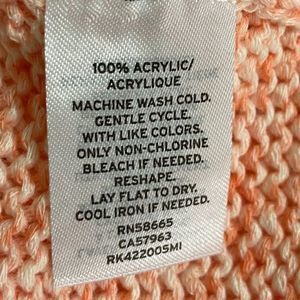 100% ACRYLIC/
ACRYLIQUE
MACHINE WASH COLD.
GENTLE CYCLE.
WITH LIKE COLORS.
ONLY NON-CHLORINE
BLEACH IF NEEDED.
RESHAPE.
LAY FLAT TO DRY.
COOL IRON IF NEEDED.
RN58665
CA57963
RK422005MI